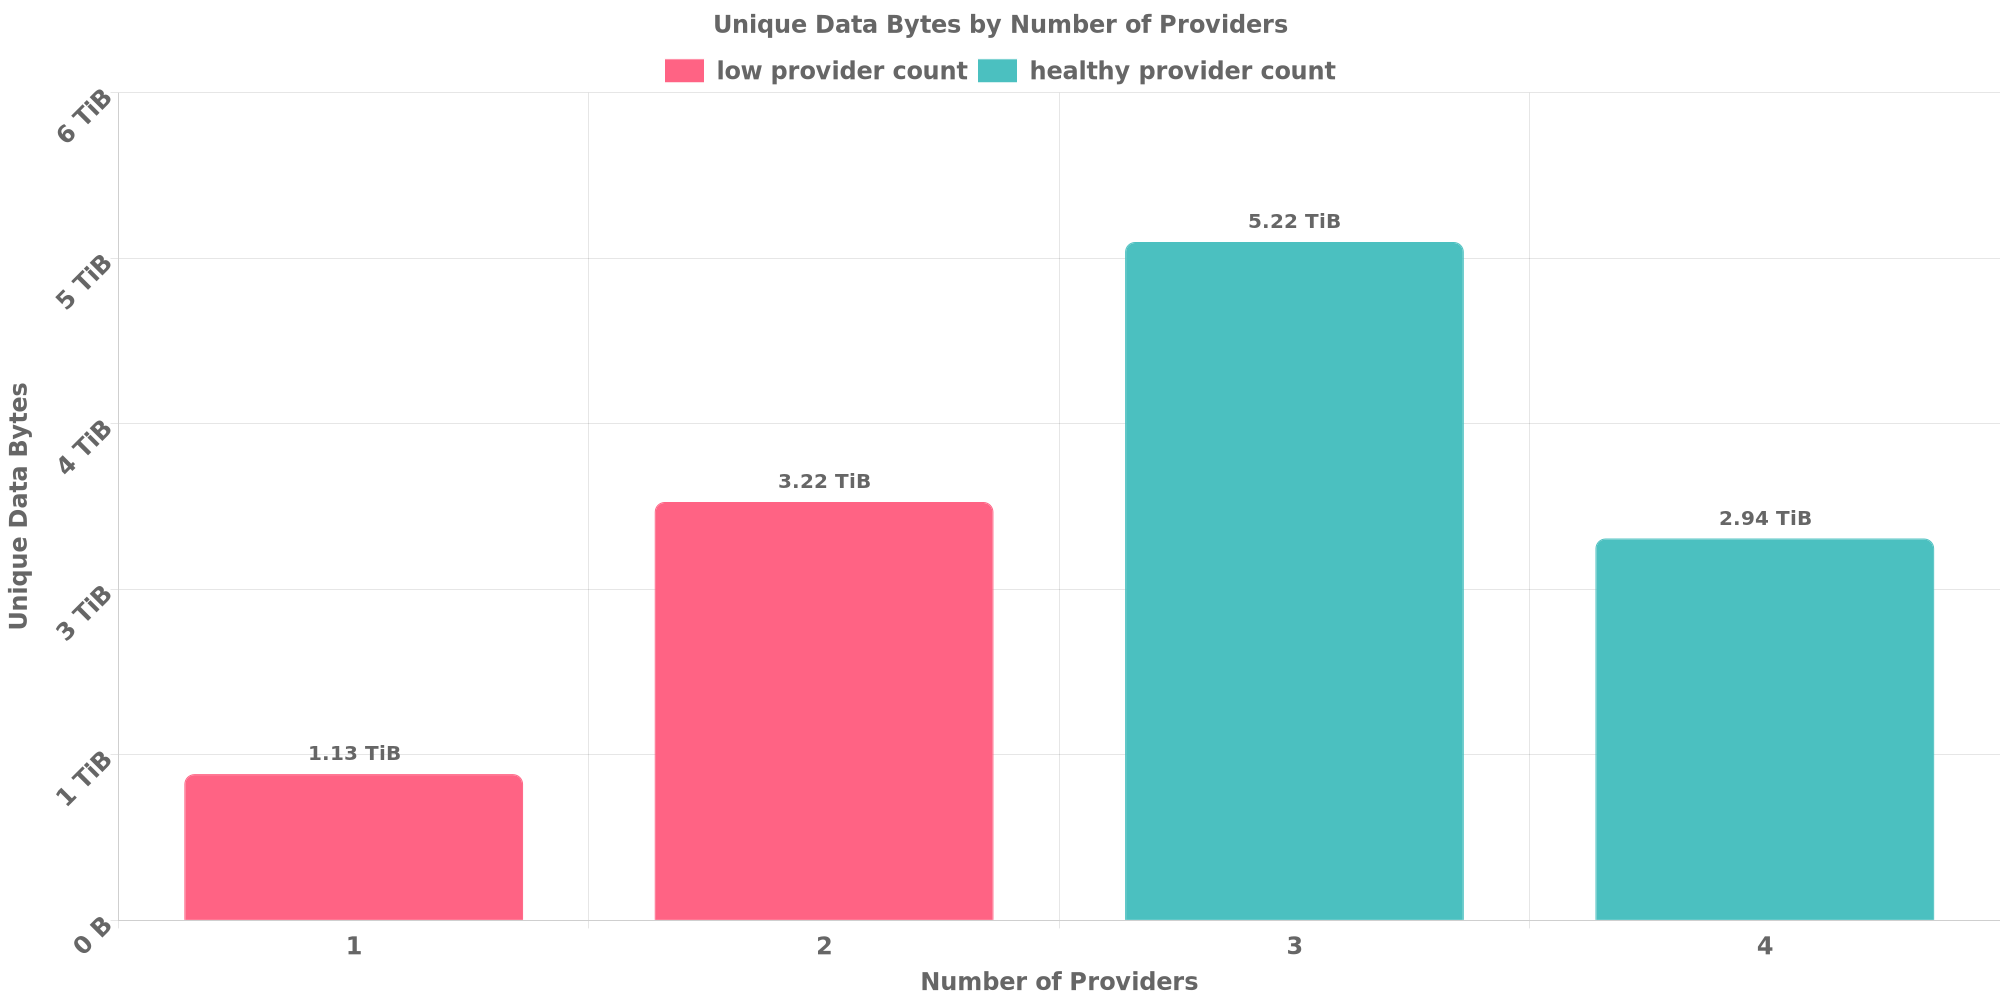 Unique Data Bytes by Number of Providers
low provider count healthy provider count
6 TiB
5 TiB
4 TiB
3 TiB
1 TiB
0 B
Unique Data Bytes
1.13 TiB
3.22 TiB
5.22 TiB
2.94 TiB
1 2 3 4
Number of Providers